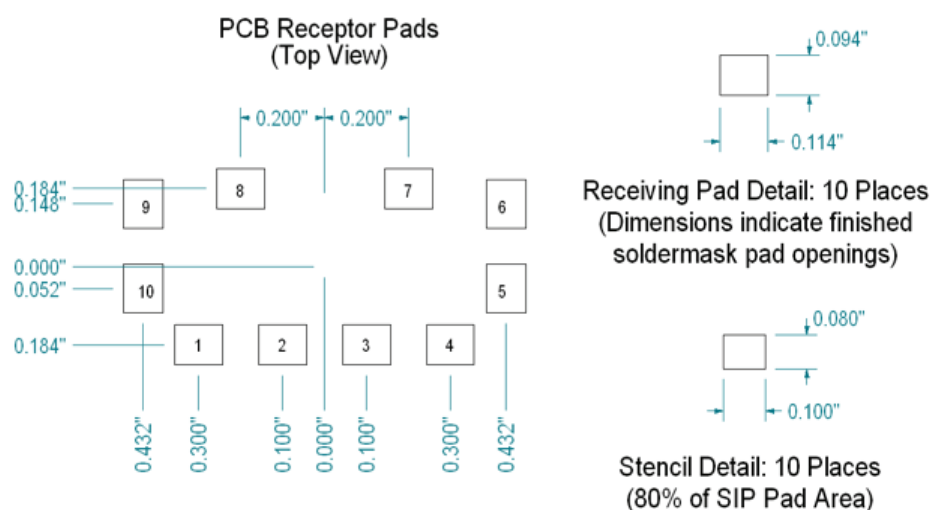 PCB Receptor Pads
(Top View)
0.200" 0.200"
8 7
0.184"
0.148"
9 6
0.000"
0.052"
10 5
0.184"
1 2 3 4
0.432" 0.300" 0.100" 0.000" 0.100" 0.300" 0.432"
0.094"
0.114"
Receiving Pad Detail: 10 Places
(Dimensions indicate finished
soldermask pad openings)
0.080"
0.100"
Stencil Detail: 10 Places
(80% of SIP Pad Area)